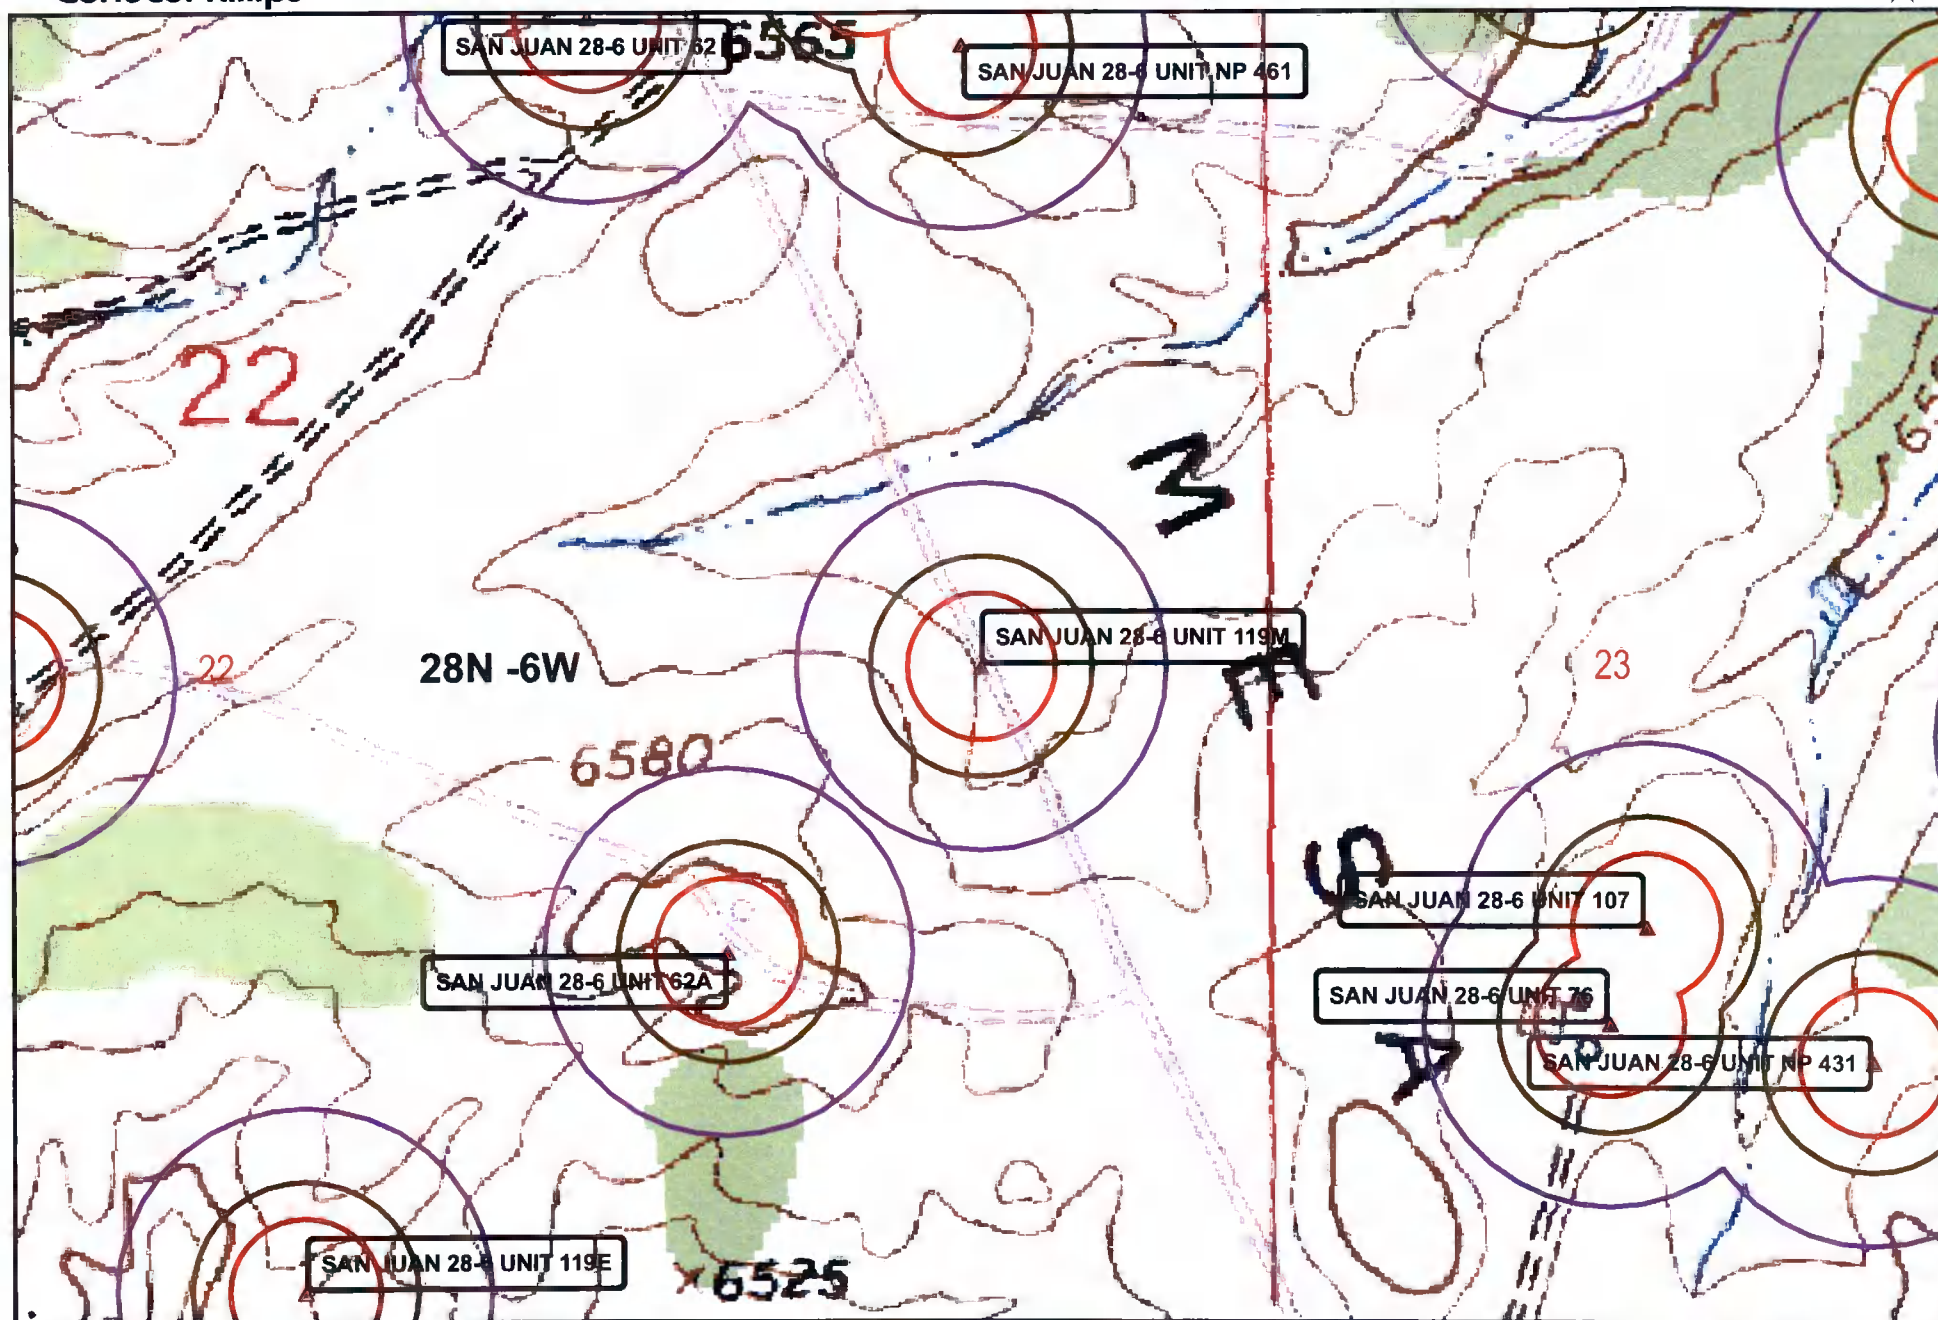 SAN JUAN 28-6 UNIT 62
6565
SAN JUAN 28-6 UNIT NP 461
22
M
SAN JUAN 28-6 UNIT 119M
E
22
28N -6W
23
6580
S
SAN JUAN 28-6 UNIT 107
SAN JUAN 28-6 UNIT 62A
SAN JUAN 28-6 UNIT 76
A
SAN JUAN 28-6 UNIT NP 431
SAN JUAN 28-6 UNIT 119E
×6525